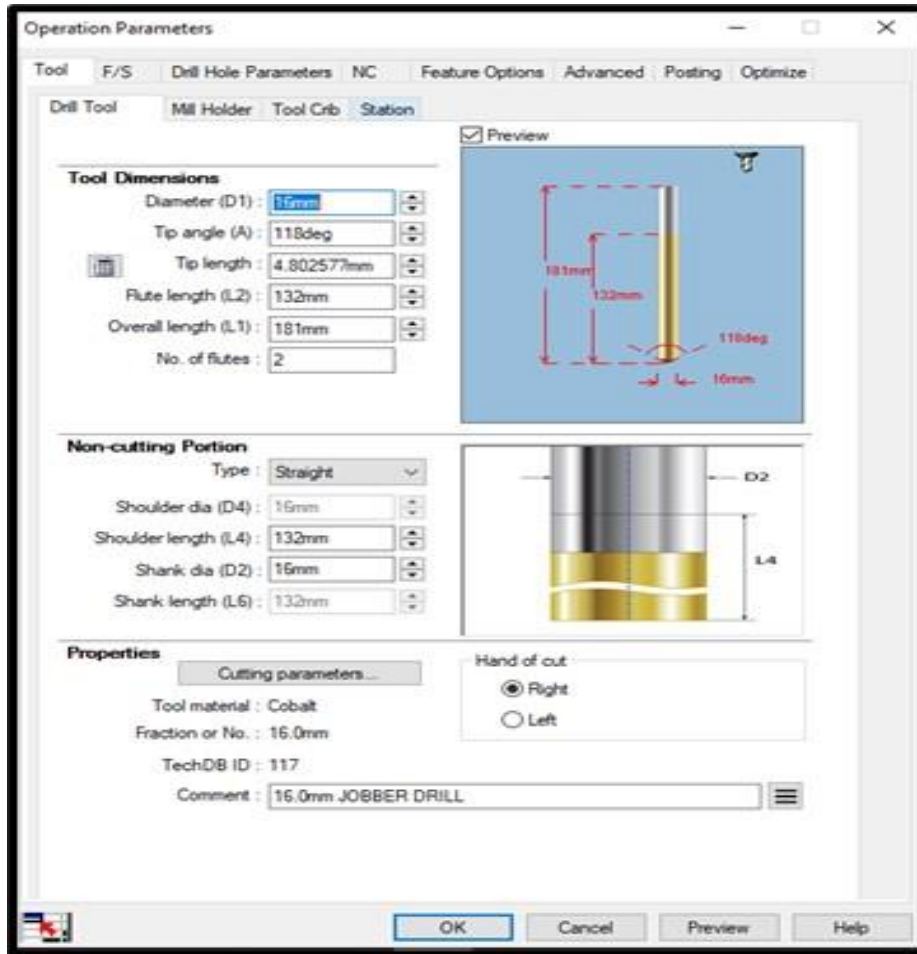 Operation Parameters
Tool F/S Drill Hole Parameters NC Feature Options Advanced Posting Optimize
Drill Tool Mill Holder Tool Crib Station
Preview
Tool Dimensions
Diameter (D1) : 16mm
Tip angle (A) : 118deg
Tip length : 4.802577mm
Flute length (L2) : 132mm
Overall length (L1) : 181mm
No. of flutes : 2
181mm
132mm
118deg
16mm
Non-cutting Portion
Type : Straight
Shoulder dia (D4) : 16mm
Shoulder length (L4) : 132mm
Shank dia (D2) : 16mm
Shank length (L6) : 132mm
D2
L4
Properties
Cutting parameters...
Tool material : Cobalt
Fraction or No. : 16.0mm
TechDB ID : 117
Comment : 16.0mm JOBBER DRILL
Hand of cut
Right
Left
OK Cancel Preview Help